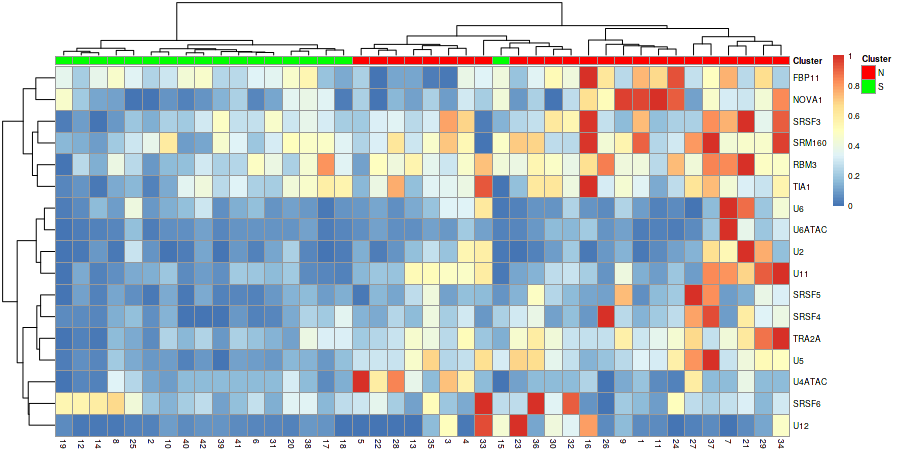 Cluster
1
0.8
0.6
0.4
0.2
0
Cluster
N
S
FBP11
NOVA1
SRSF3
SRM160
RBM3
TIA1
U6
U6ATAC
U2
U11
SRSF5
SRSF4
TRA2A
U5
U4ATAC
SRSF6
U12
19 12 14 8 25 2 10 40 42 39 41 6 31 20 38 17 18 5 22 28 13 35 3 4 33 15 23 36 30 32 16 26 9 1 11 24 27 37 7 21 29 34